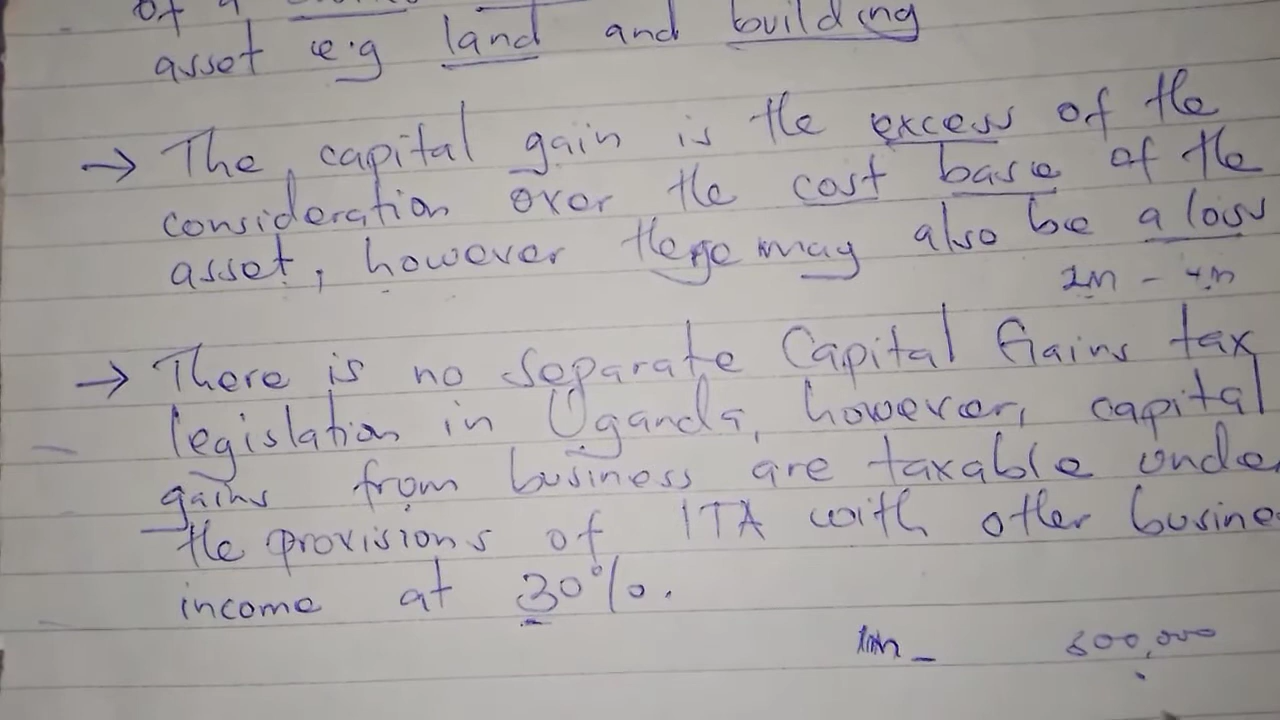 of a
asset e.g land and building
→ The capital gain is the excess of the
consideration over the cost base of the
asset, however there may also be a loss
2m - 4m
→ There is no separate Capital Gains tax
legislation in Uganda, however, capital
gains from business are taxable unde
the provisions of ITA with other busine
income at 30%.
1m - 600,000